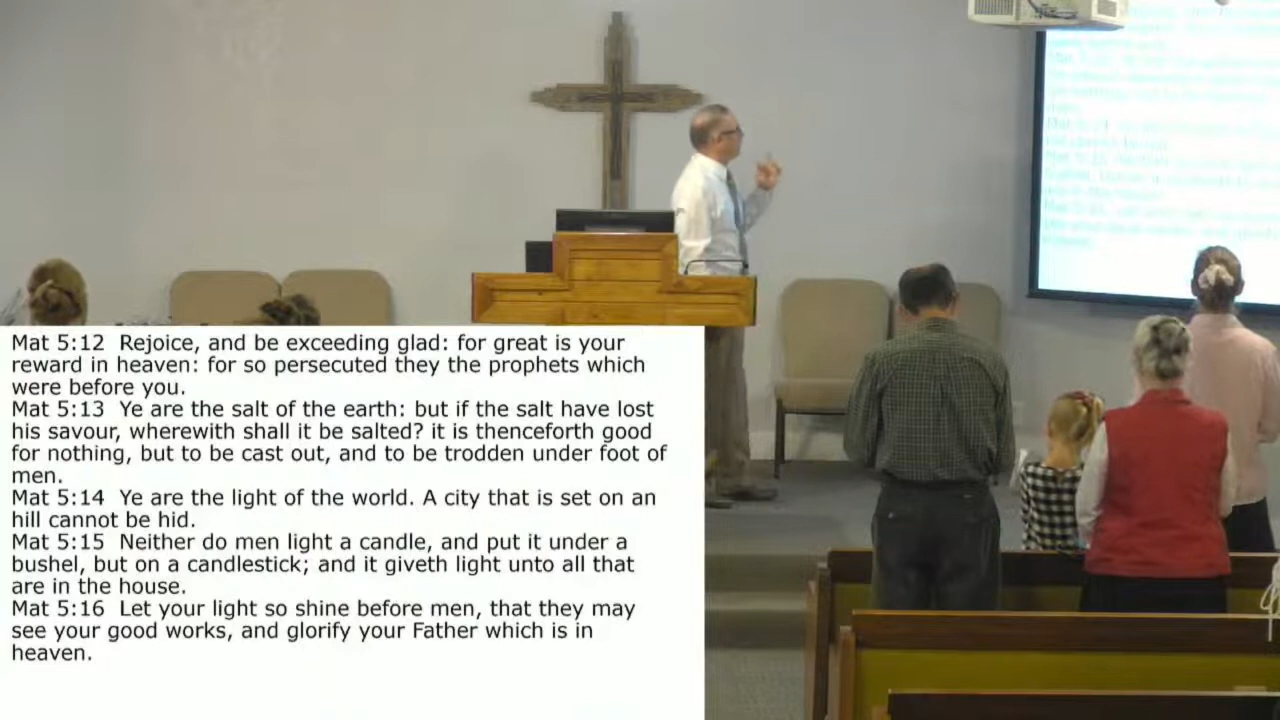 Mat 5:12  Rejoice, and be exceeding glad: for great is your
reward in heaven: for so persecuted they the prophets which
were before you.
Mat 5:13  Ye are the salt of the earth: but if the salt have lost
his savour, wherewith shall it be salted? it is thenceforth good
for nothing, but to be cast out, and to be trodden under foot of
men.
Mat 5:14  Ye are the light of the world. A city that is set on an
hill cannot be hid.
Mat 5:15  Neither do men light a candle, and put it under a
bushel, but on a candlestick; and it giveth light unto all that
are in the house.
Mat 5:16  Let your light so shine before men, that they may
see your good works, and glorify your Father which is in
heaven.